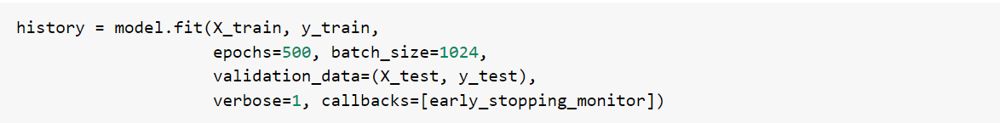 history = model.fit(X_train, y_train,
                    epochs=500, batch_size=1024,
                    validation_data=(X_test, y_test),
                    verbose=1, callbacks=[early_stopping_monitor])